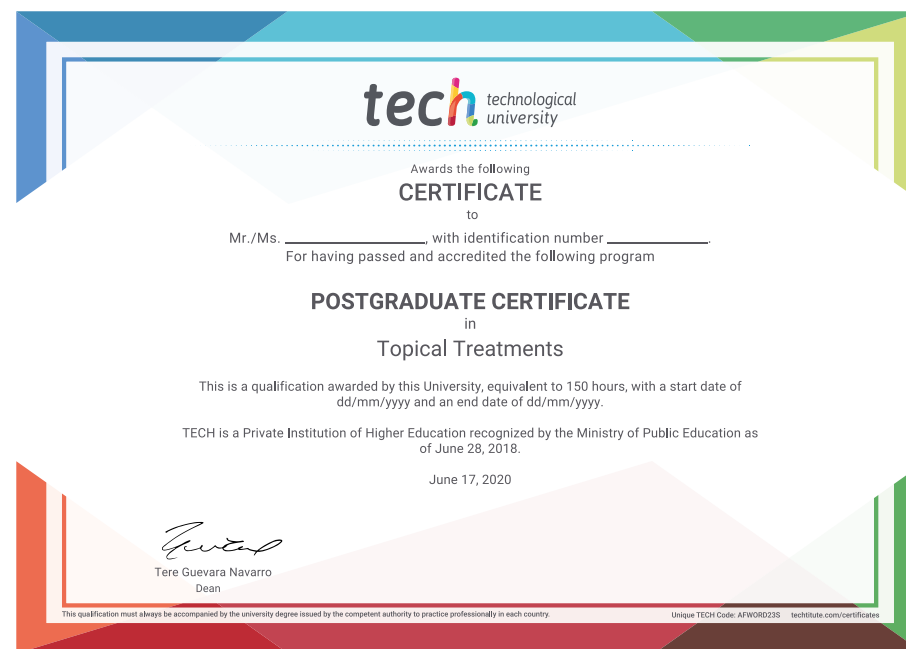 tech technological
university
Awards the following
CERTIFICATE
to
Mr./Ms. ____________________, with identification number ______________.
For having passed and accredited the following program
POSTGRADUATE CERTIFICATE
in
Topical Treatments
This is a qualification awarded by this University, equivalent to 150 hours, with a start date of
dd/mm/yyyy and an end date of dd/mm/yyyy.
TECH is a Private Institution of Higher Education recognized by the Ministry of Public Education as
of June 28, 2018.
June 17, 2020
Tere Guevara Navarro
Dean
This qualification must always be accompanied by the university degree issued by the competent authority to practice professionally in each country.
Unique TECH Code: AFWORD23S techtitute.com/certificates